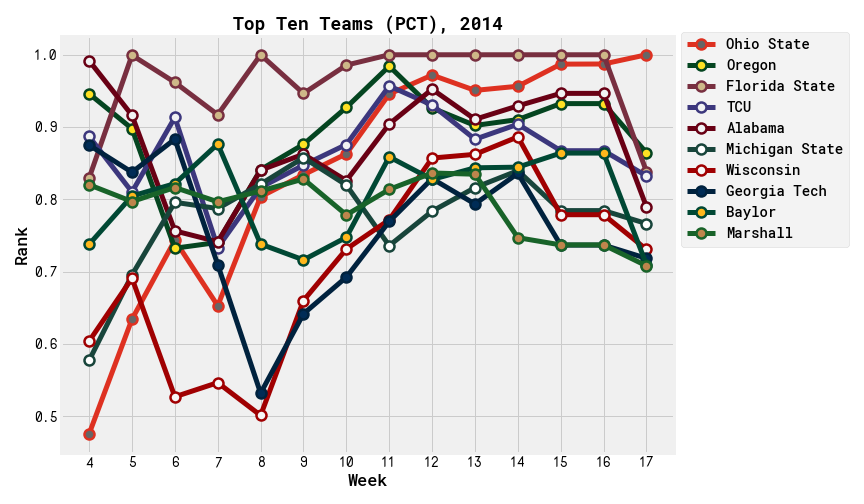 Top Ten Teams (PCT), 2014
Ohio State
Oregon
Florida State
TCU
Alabama
Michigan State
Wisconsin
Georgia Tech
Baylor
Marshall
Rank
1.0
0.9
0.8
0.7
0.6
0.5
4 5 6 7 8 9 10 11 12 13 14 15 16 17
Week